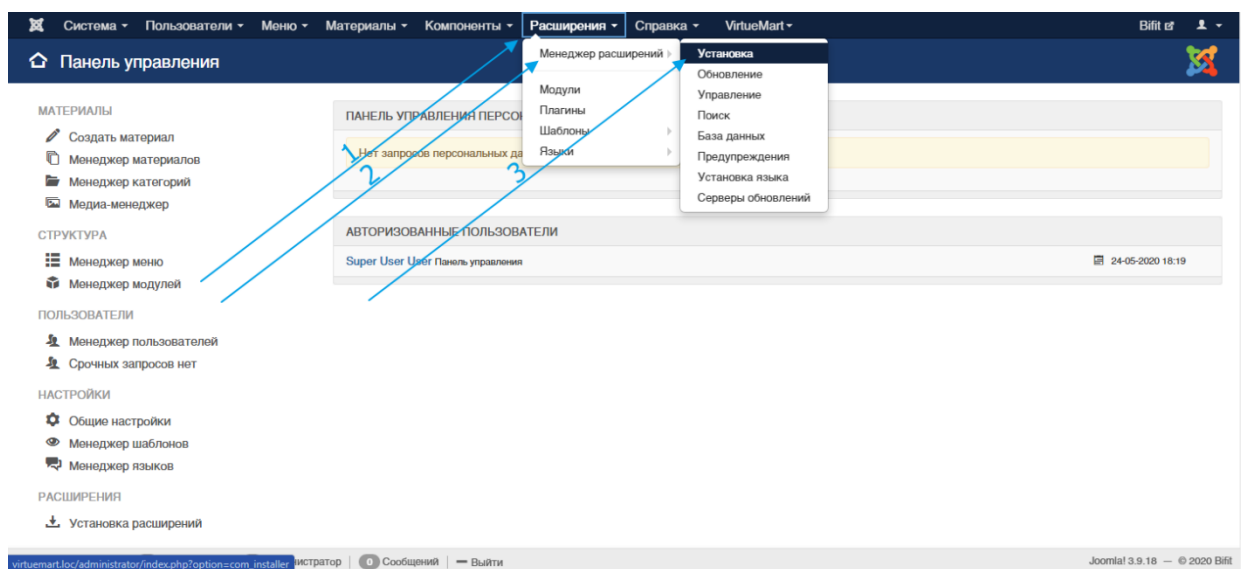 Система Пользователи Меню Материалы Компоненты Расширения Справка VirtueMart Bifit
Панель управления
Менеджер расширений
Модули
Плагины
Шаблоны
Языки
Установка
Обновление
Управление
Поиск
База данных
Предупреждения
Установка языка
Серверы обновлений
МАТЕРИАЛЫ
Создать материал
Менеджер материалов
Менеджер категорий
Медиа-менеджер
СТРУКТУРА
Менеджер меню
Менеджер модулей
ПОЛЬЗОВАТЕЛИ
Менеджер пользователей
Срочных запросов нет
НАСТРОЙКИ
Общие настройки
Менеджер шаблонов
Менеджер языков
РАСШИРЕНИЯ
Установка расширений
ПАНЕЛЬ УПРАВЛЕНИЯ ПЕРСО
Нет запросов персональных да
1
2
3
АВТОРИЗОВАННЫЕ ПОЛЬЗОВАТЕЛИ
Super User User Панель управления 24-05-2020 18:19
virtuemart.loc/administrator/index.php?option=com_installer истратор 0 Сообщений Выйти Joomla! 3.9.18 — © 2020 Bifit